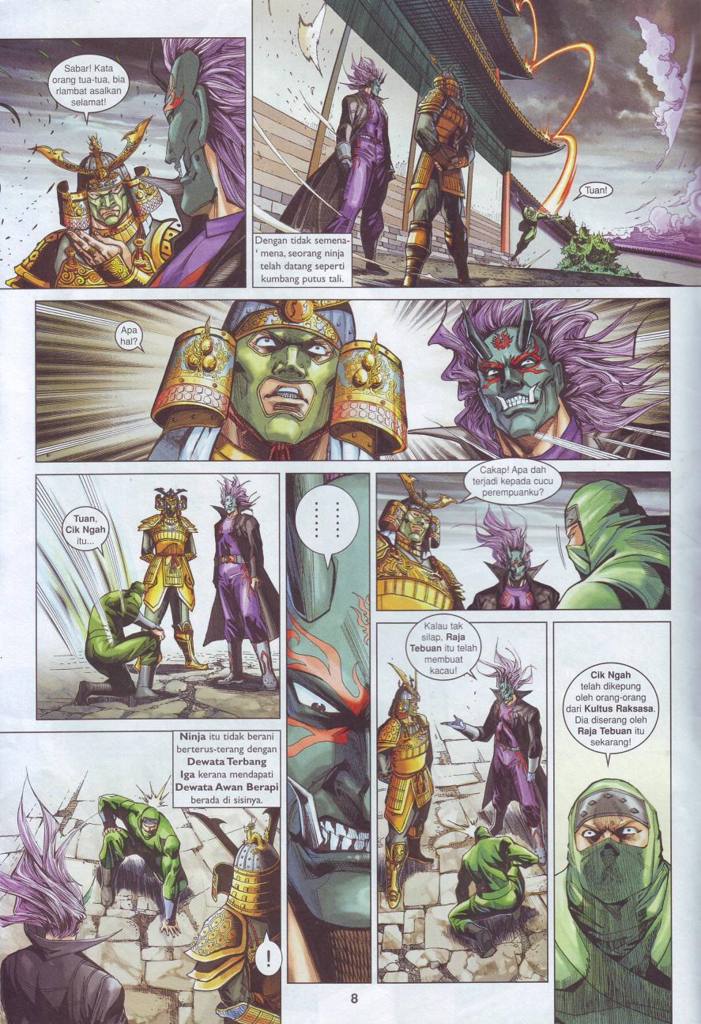 Sabar! Kata
orang tua-tua, bia
rlambat asalkan
selamat!
Tuan!
Dengan tidak semena-
mena, seorang ninja
telah datang seperti
kumbang putus tali.
Apa
hal?
Tuan,
Cik Ngah
itu...
Cakap! Apa dah
terjadi kepada cucu
perempuanku?
Ninja itu tidak berani
berterus-terang dengan
Dewata Terbang
Iga kerana mendapati
Dewata Awan Berapi
berada di sisinya.
!
Kalau tak
silap, Raja
Tebuan itu telah
membuat
kacau!
Cik Ngah
telah dikepung
oleh orang-orang
dari Kultus Raksasa.
Dia diserang oleh
Raja Tebuan itu
sekarang!
8